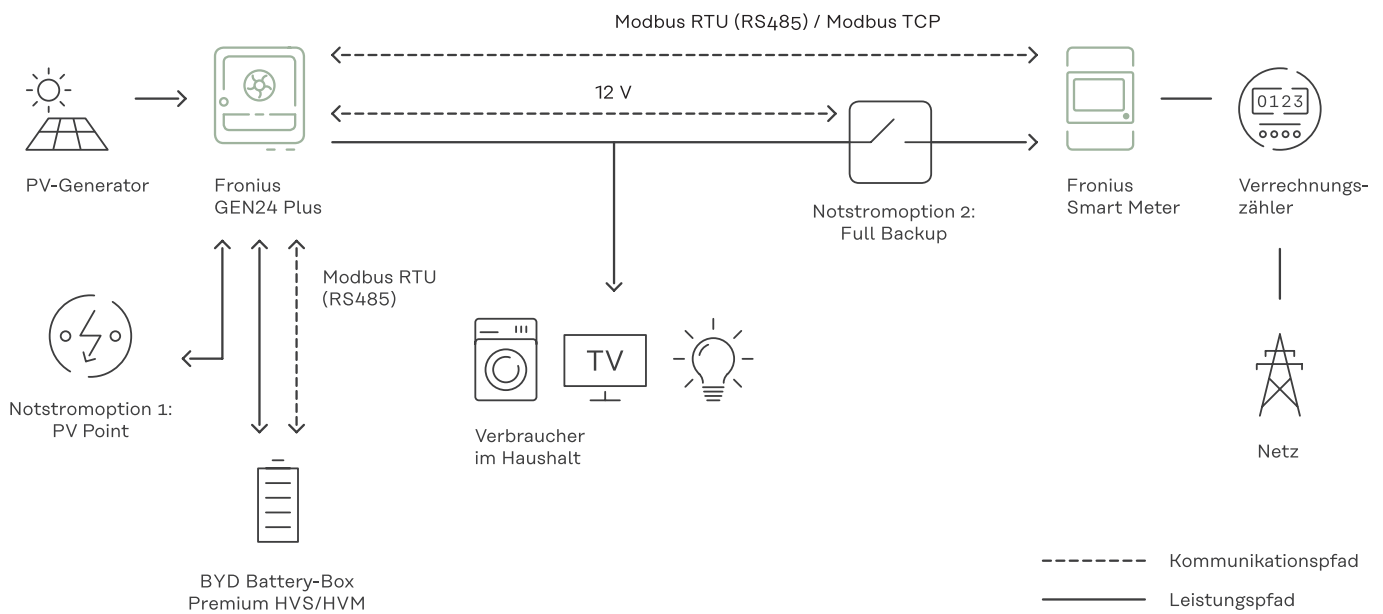 Modbus RTU (RS485) / Modbus TCP
12 V
0123
PV-Generator
Fronius
GEN24 Plus
Notstromoption 2:
Full Backup
Fronius
Smart Meter
Verrechnungs-
zähler
Modbus RTU
(RS485)
TV
Notstromoption 1:
PV Point
Verbraucher
im Haushalt
Netz
BYD Battery-Box
Premium HVS/HVM
Kommunikationspfad
Leistungspfad